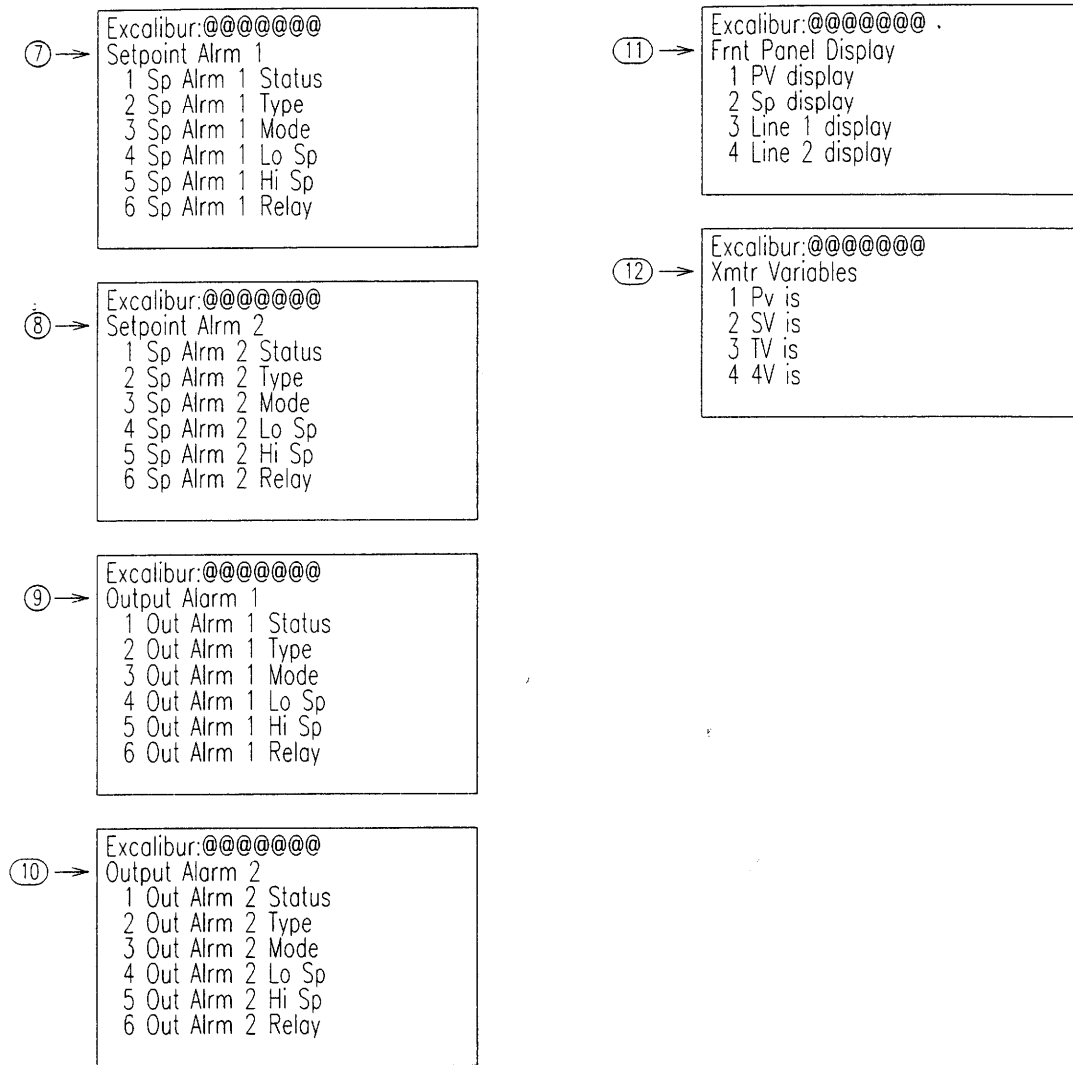 Excalibur:@@@@@@@
7
Setpoint Alrm 1
1 Sp Alrm 1 Status
2 Sp Alrm 1 Type
3 Sp Alrm 1 Mode
4 Sp Alrm 1 Lo Sp
5 Sp Alrm 1 Hi Sp
6 Sp Alrm 1 Relay
Excalibur:@@@@@@@
8
Setpoint Alrm 2
1 Sp Alrm 2 Status
2 Sp Alrm 2 Type
3 Sp Alrm 2 Mode
4 Sp Alrm 2 Lo Sp
5 Sp Alrm 2 Hi Sp
6 Sp Alrm 2 Relay
Excalibur:@@@@@@@
9
Output Alarm 1
1 Out Alrm 1 Status
2 Out Alrm 1 Type
3 Out Alrm 1 Mode
4 Out Alrm 1 Lo Sp
5 Out Alrm 1 Hi Sp
6 Out Alrm 1 Relay
Excalibur:@@@@@@@
10
Output Alarm 2
1 Out Alrm 2 Status
2 Out Alrm 2 Type
3 Out Alrm 2 Mode
4 Out Alrm 2 Lo Sp
5 Out Alrm 2 Hi Sp
6 Out Alrm 2 Relay
Excalibur:@@@@@@@
11
Frnt Panel Display
1 PV display
2 Sp display
3 Line 1 display
4 Line 2 display
Excalibur:@@@@@@@
12
Xmtr Variables
1 Pv is
2 SV is
3 TV is
4 4V is